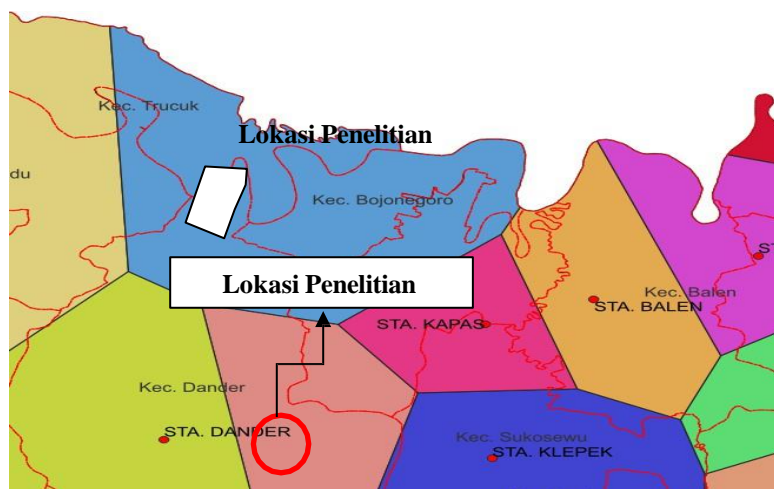 Kec. Trucuk
Lokasi Penelitian
du
Kec. Bojonegoro
Lokasi Penelitian
ST
Kec. Balen
STA. BALEN
STA. KAPAS
Kec. Dander
STA. DANDER
Kec. Sukosewu
STA. KLEPEK